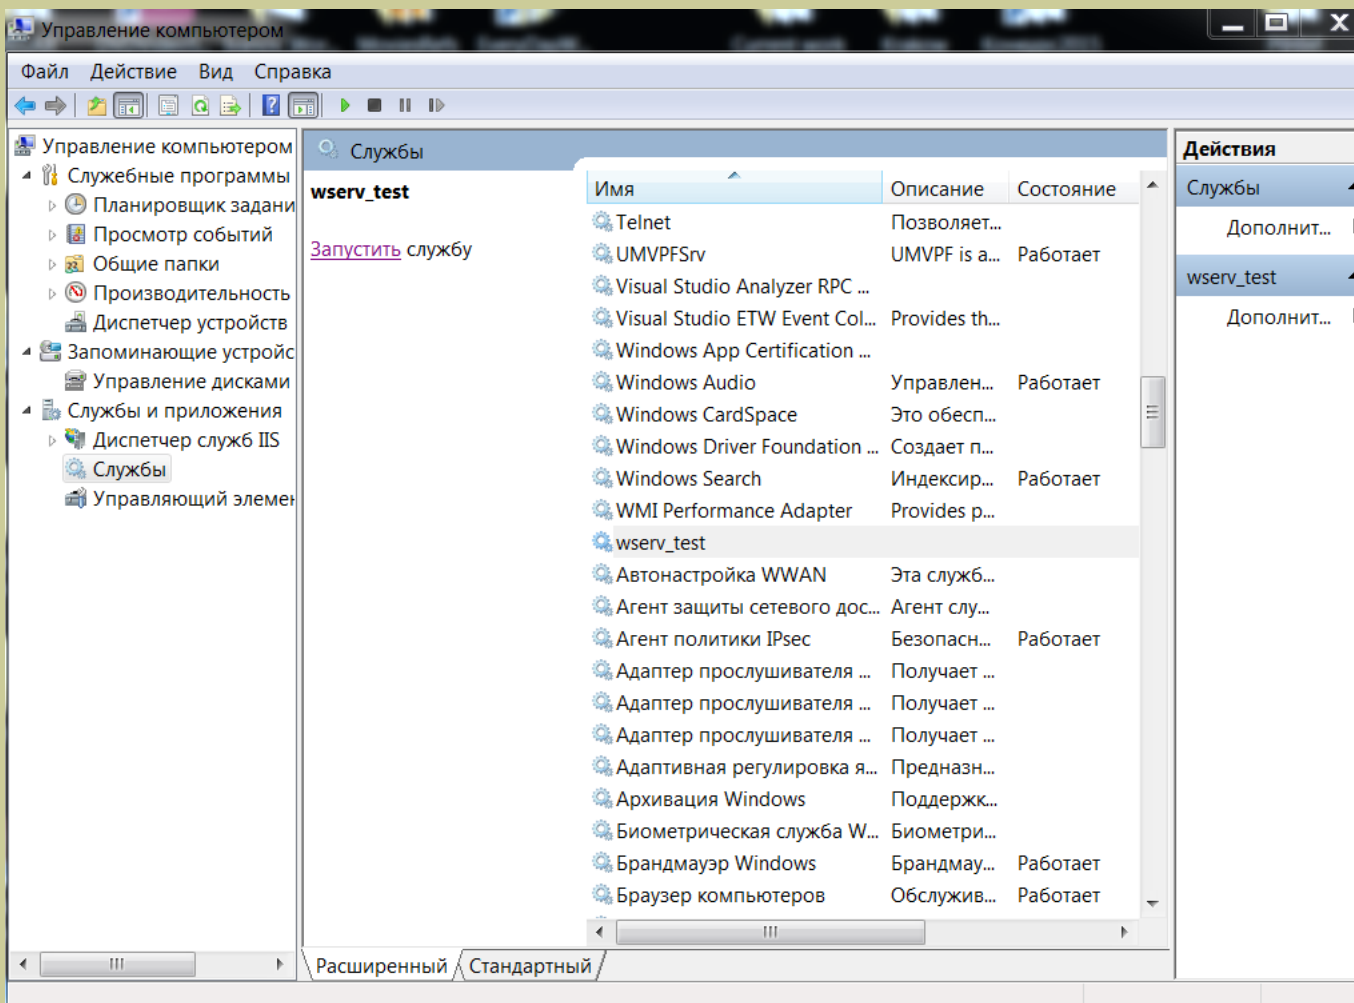 Управление компьютером
Файл Действие Вид Справка
Управление компьютером
Служебные программы
Планировщик задани
Просмотр событий
Общие папки
Производительность
Диспетчер устройств
Запоминающие устройс
Управление дисками
Службы и приложения
Диспетчер служб IIS
Службы
Управляющий элемен
Службы
wserv_test
Запустить службу
Имя Описание Состояние
Telnet Позволяет...
UMVPFSrv UMVPF is a... Работает
Visual Studio Analyzer RPC ...
Visual Studio ETW Event Col... Provides th...
Windows App Certification ...
Windows Audio Управлен... Работает
Windows CardSpace Это обесп...
Windows Driver Foundation ... Создает п...
Windows Search Индексир... Работает
WMI Performance Adapter Provides p...
wserv_test
Автонастройка WWAN Эта служб...
Агент защиты сетевого дос... Агент слу...
Агент политики IPsec Безопасн... Работает
Адаптер прослушивателя ... Получает ...
Адаптер прослушивателя ... Получает ...
Адаптер прослушивателя ... Получает ...
Адаптивная регулировка я... Предназн...
Архивация Windows Поддержк...
Биометрическая служба W... Биометри...
Брандмауэр Windows Брандмау... Работает
Браузер компьютеров Обслужив... Работает
Расширенный Стандартный
Действия
Службы
Дополнит...
wserv_test
Дополнит...